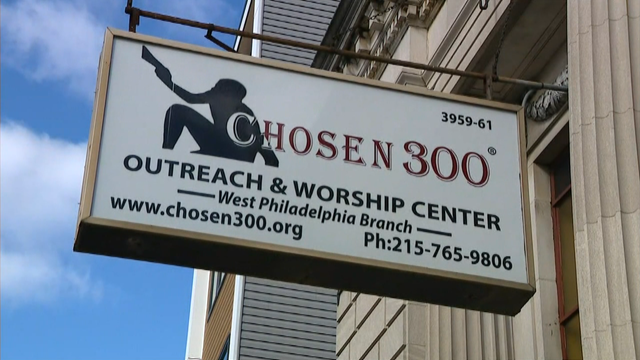 3959-61
CHOSEN 300®
OUTREACH & WORSHIP CENTER
West Philadelphia Branch
www.chosen300.org
Ph:215-765-9806